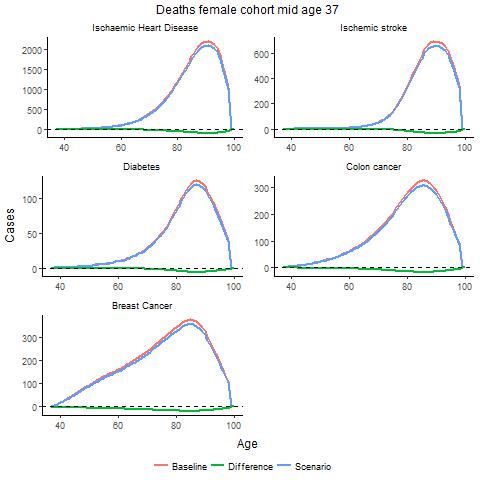 Deaths female cohort mid age 37
Ischaemic Heart Disease
Ischemic stroke
2000
1500
1000
500
0
40 60 80 100
600
400
200
0
40 60 80 100
Diabetes
Colon cancer
100
50
0
40 60 80 100
300
200
100
0
40 60 80 100
Breast Cancer
300
200
100
0
40 60 80 100
Cases
Age
Baseline Difference Scenario